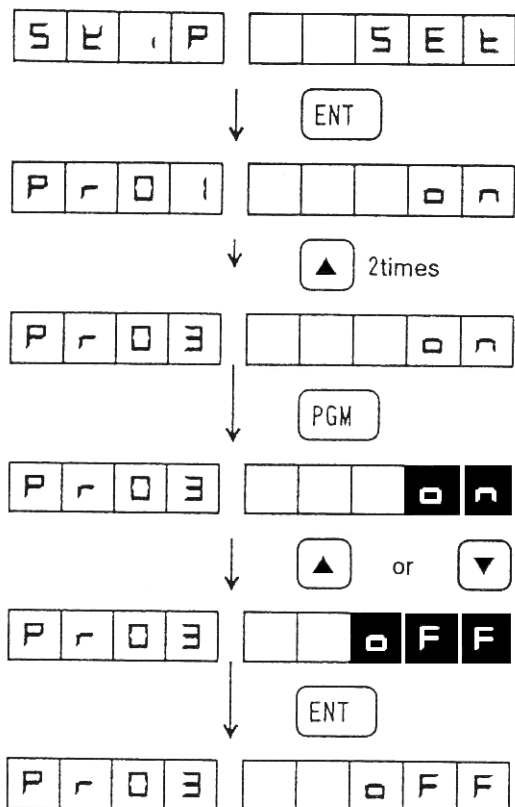 SKiP SEt
ENT
Pr01 on
▲ 2times
Pr03 on
PGM
Pr03 on
▲ or ▼
Pr03 oFF
ENT
Pr03 oFF